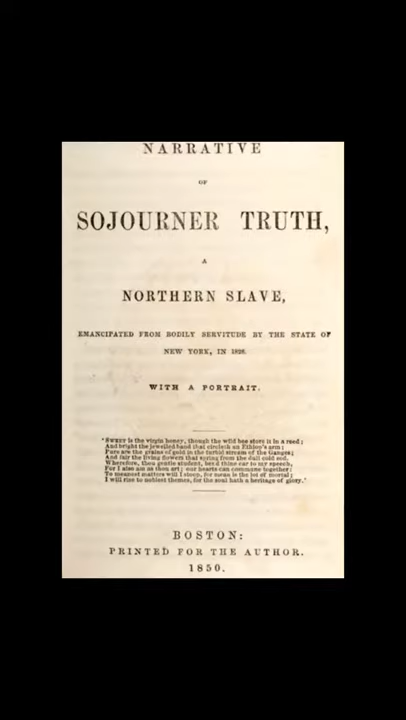 NARRATIVE
OF
SOJOURNER TRUTH,
A
NORTHERN SLAVE,
EMANCIPATED FROM BODILY SERVITUDE BY THE STATE OF
NEW YORK, IN 1828.
WITH A PORTRAIT.
'SWEET is the virgin honey, though the wild bee store it in a reed;
And bright the jewelled band that circleth an Ethiop's arm;
Pure are the grains of gold in the turbid stream of the Ganges;
And fair the living flowers that spring from the dull cold sod.
Wherefore, thou gentle student, bend thine ear to my speech,
For I also am as thou art; our hearts can commune together:
To meanest matters will I stoop, for mean is the lot of mortal;
I will rise to noblest themes, for the soul hath a heritage of glory.'
BOSTON:
PRINTED FOR THE AUTHOR.
1850.